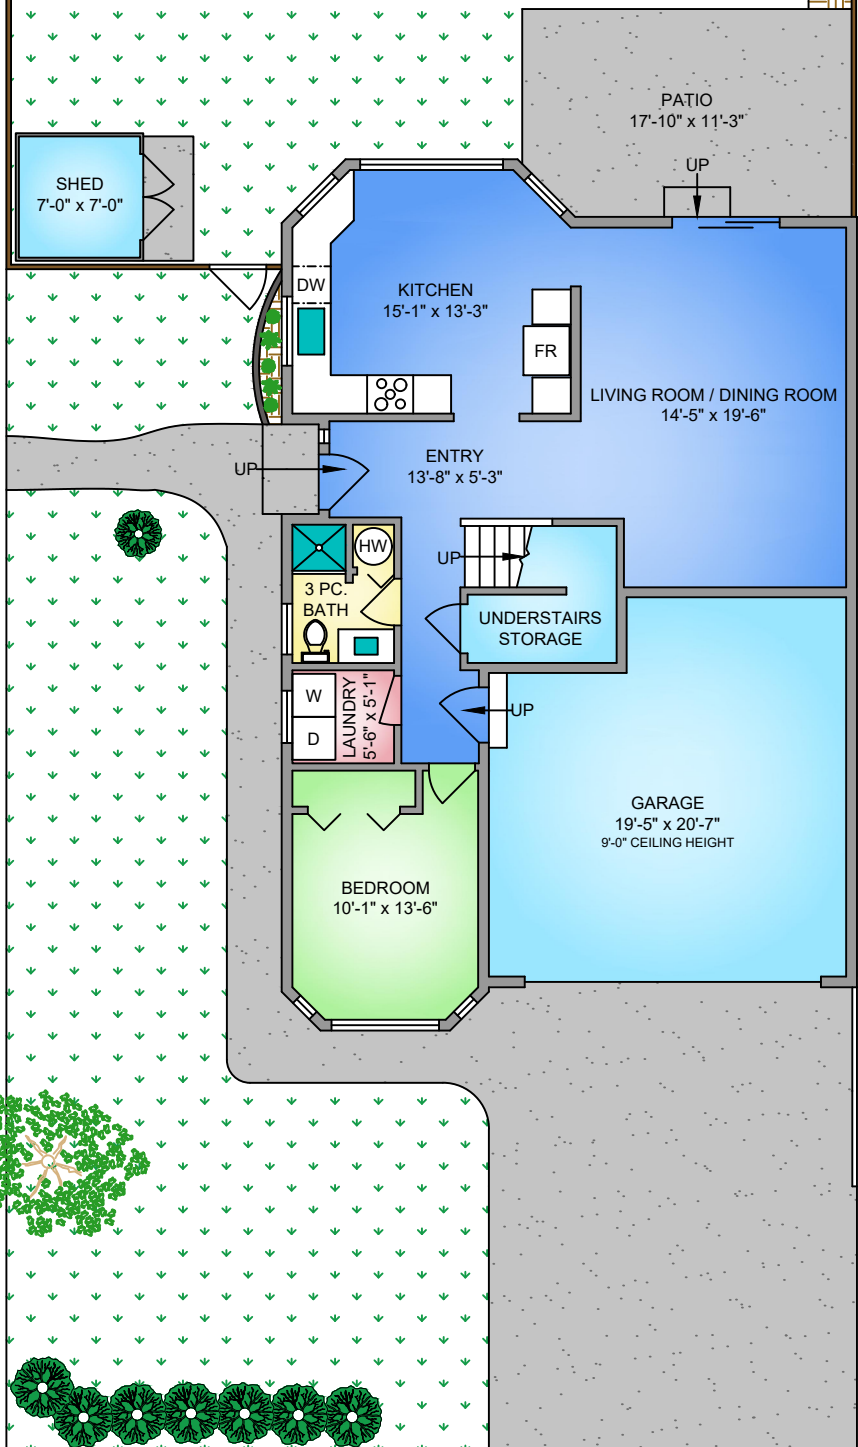 PATIO
17'-10" x 11'-3"
UP
SHED
7'-0" x 7'-0"
DW
KITCHEN
15'-1" x 13'-3"
FR
LIVING ROOM / DINING ROOM
14'-5" x 19'-6"
ENTRY
13'-8" x 5'-3"
UP
HW
UP
3 PC.
BATH
UNDERSTAIRS
STORAGE
W
D
LAUNDRY
5'-6" x 5'-1"
UP
GARAGE
19'-5" x 20'-7"
9'-0" CEILING HEIGHT
BEDROOM
10'-1" x 13'-6"